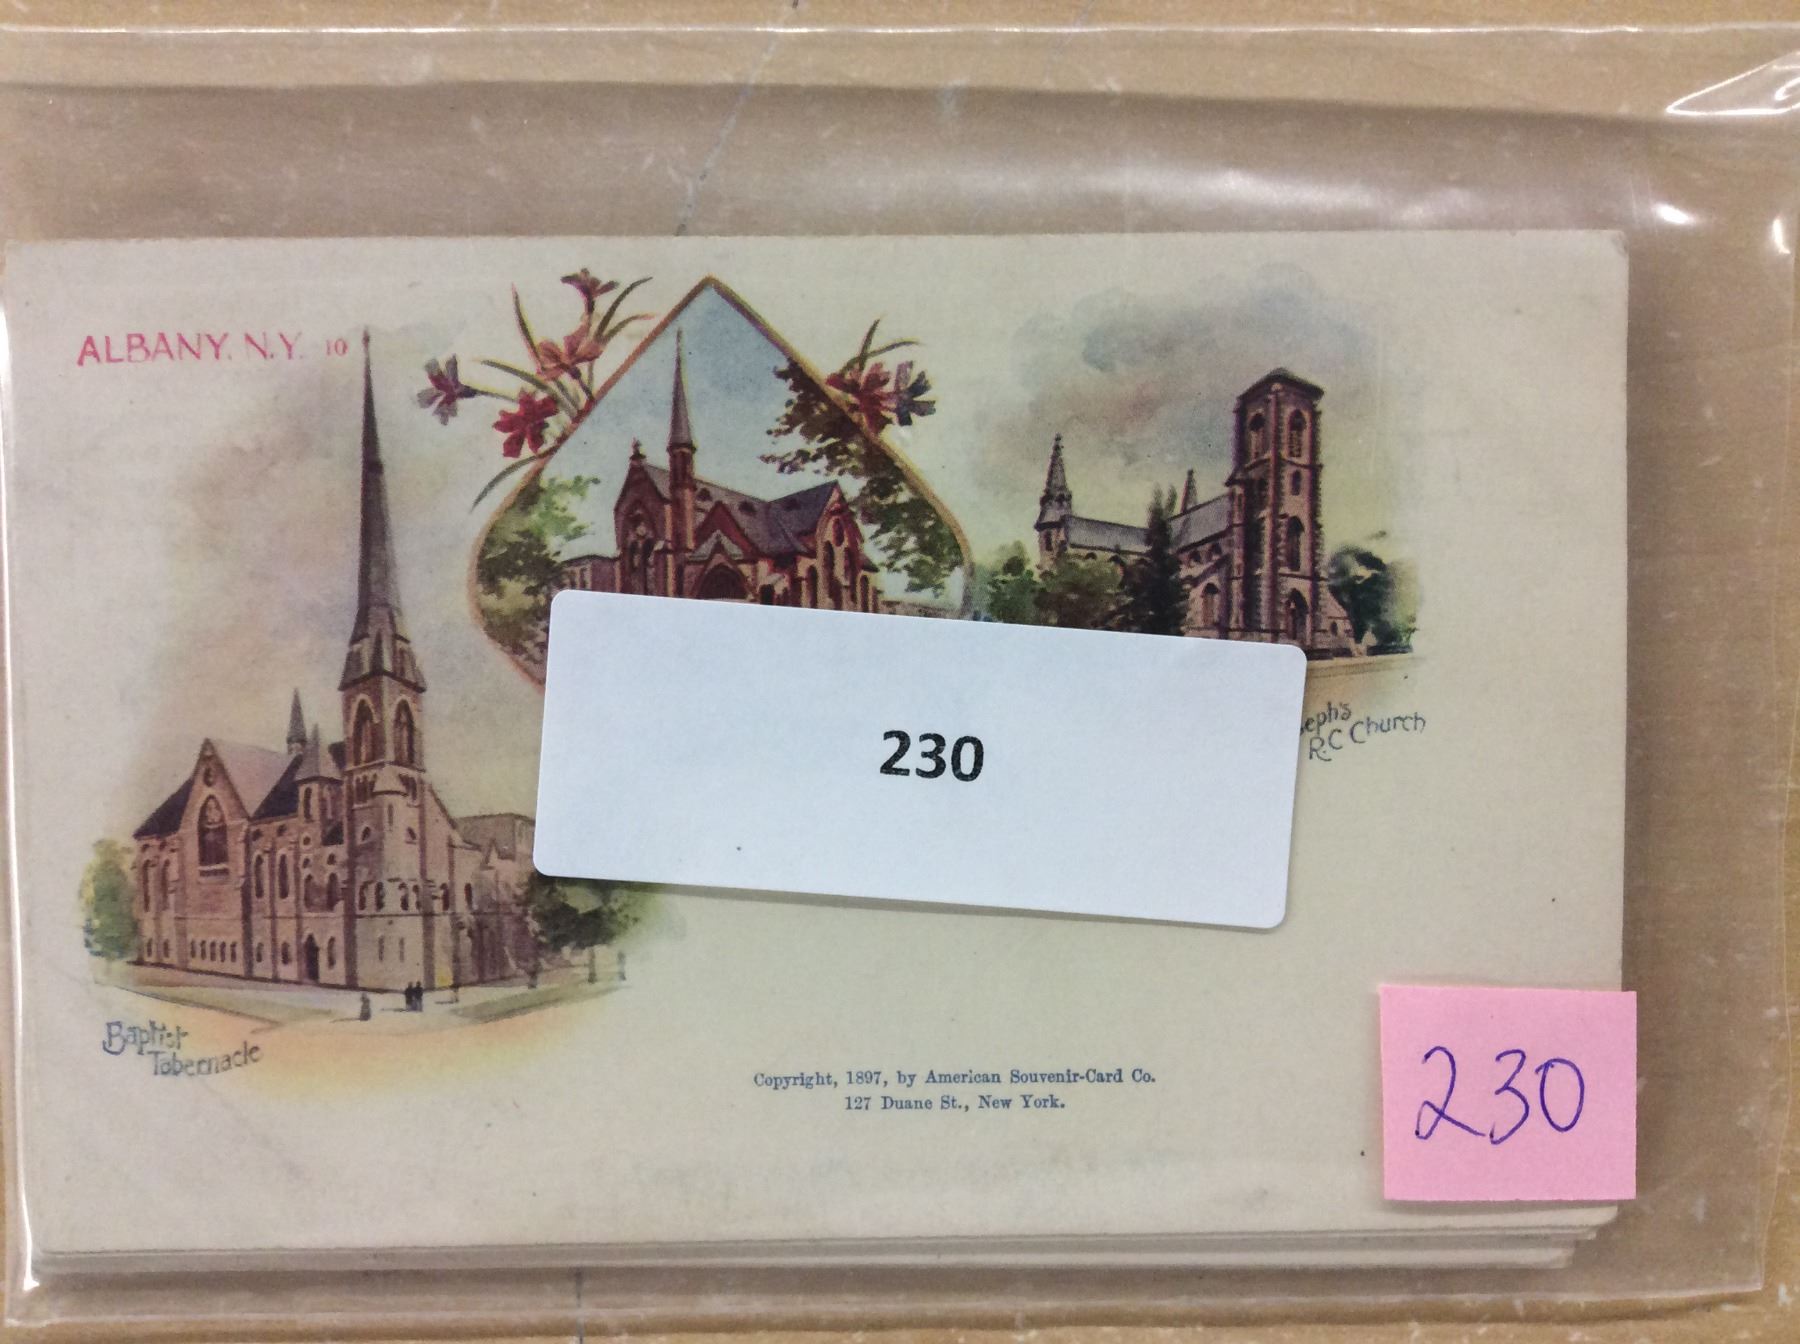 ALBANY. N.Y. 10
230
R.C Church
Baptist
Tabernacle
Copyright, 1897, by American Souvenir-Card Co.
127 Duane St., New York.
230